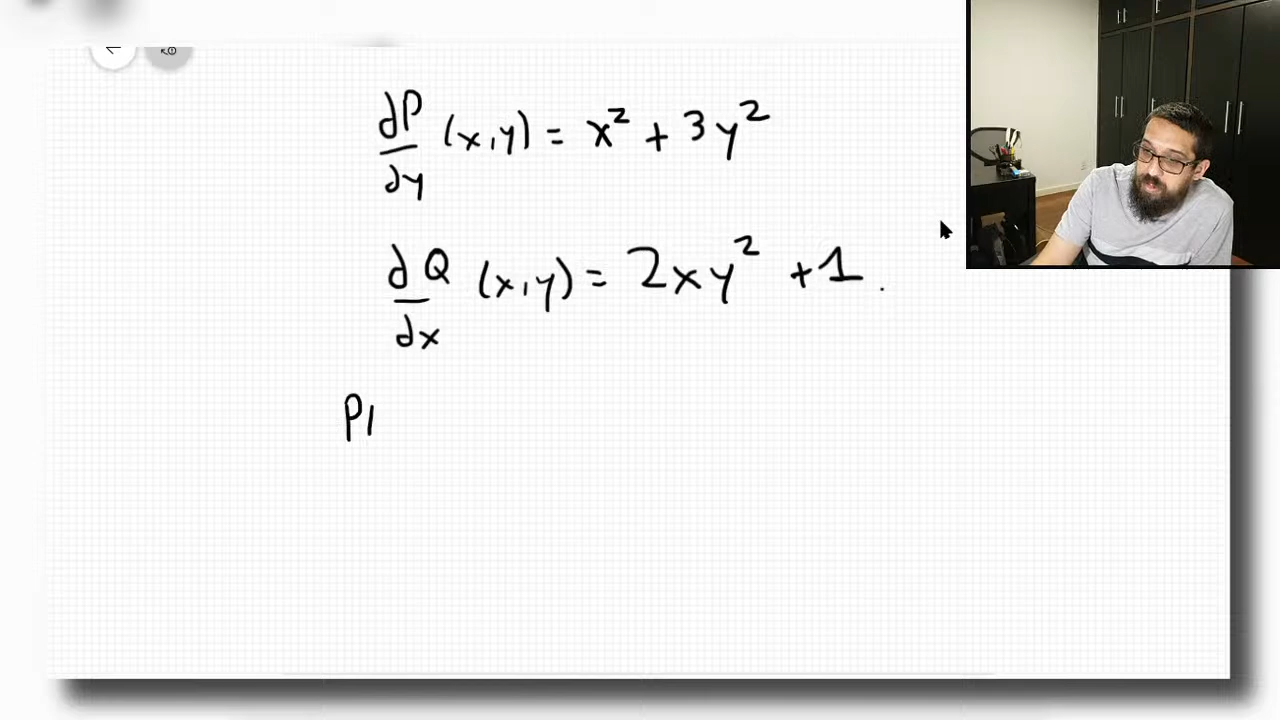 ∂P/∂y (x,y) = x² + 3y²
∂Q/∂x (x,y) = 2xy² + 1.
P(